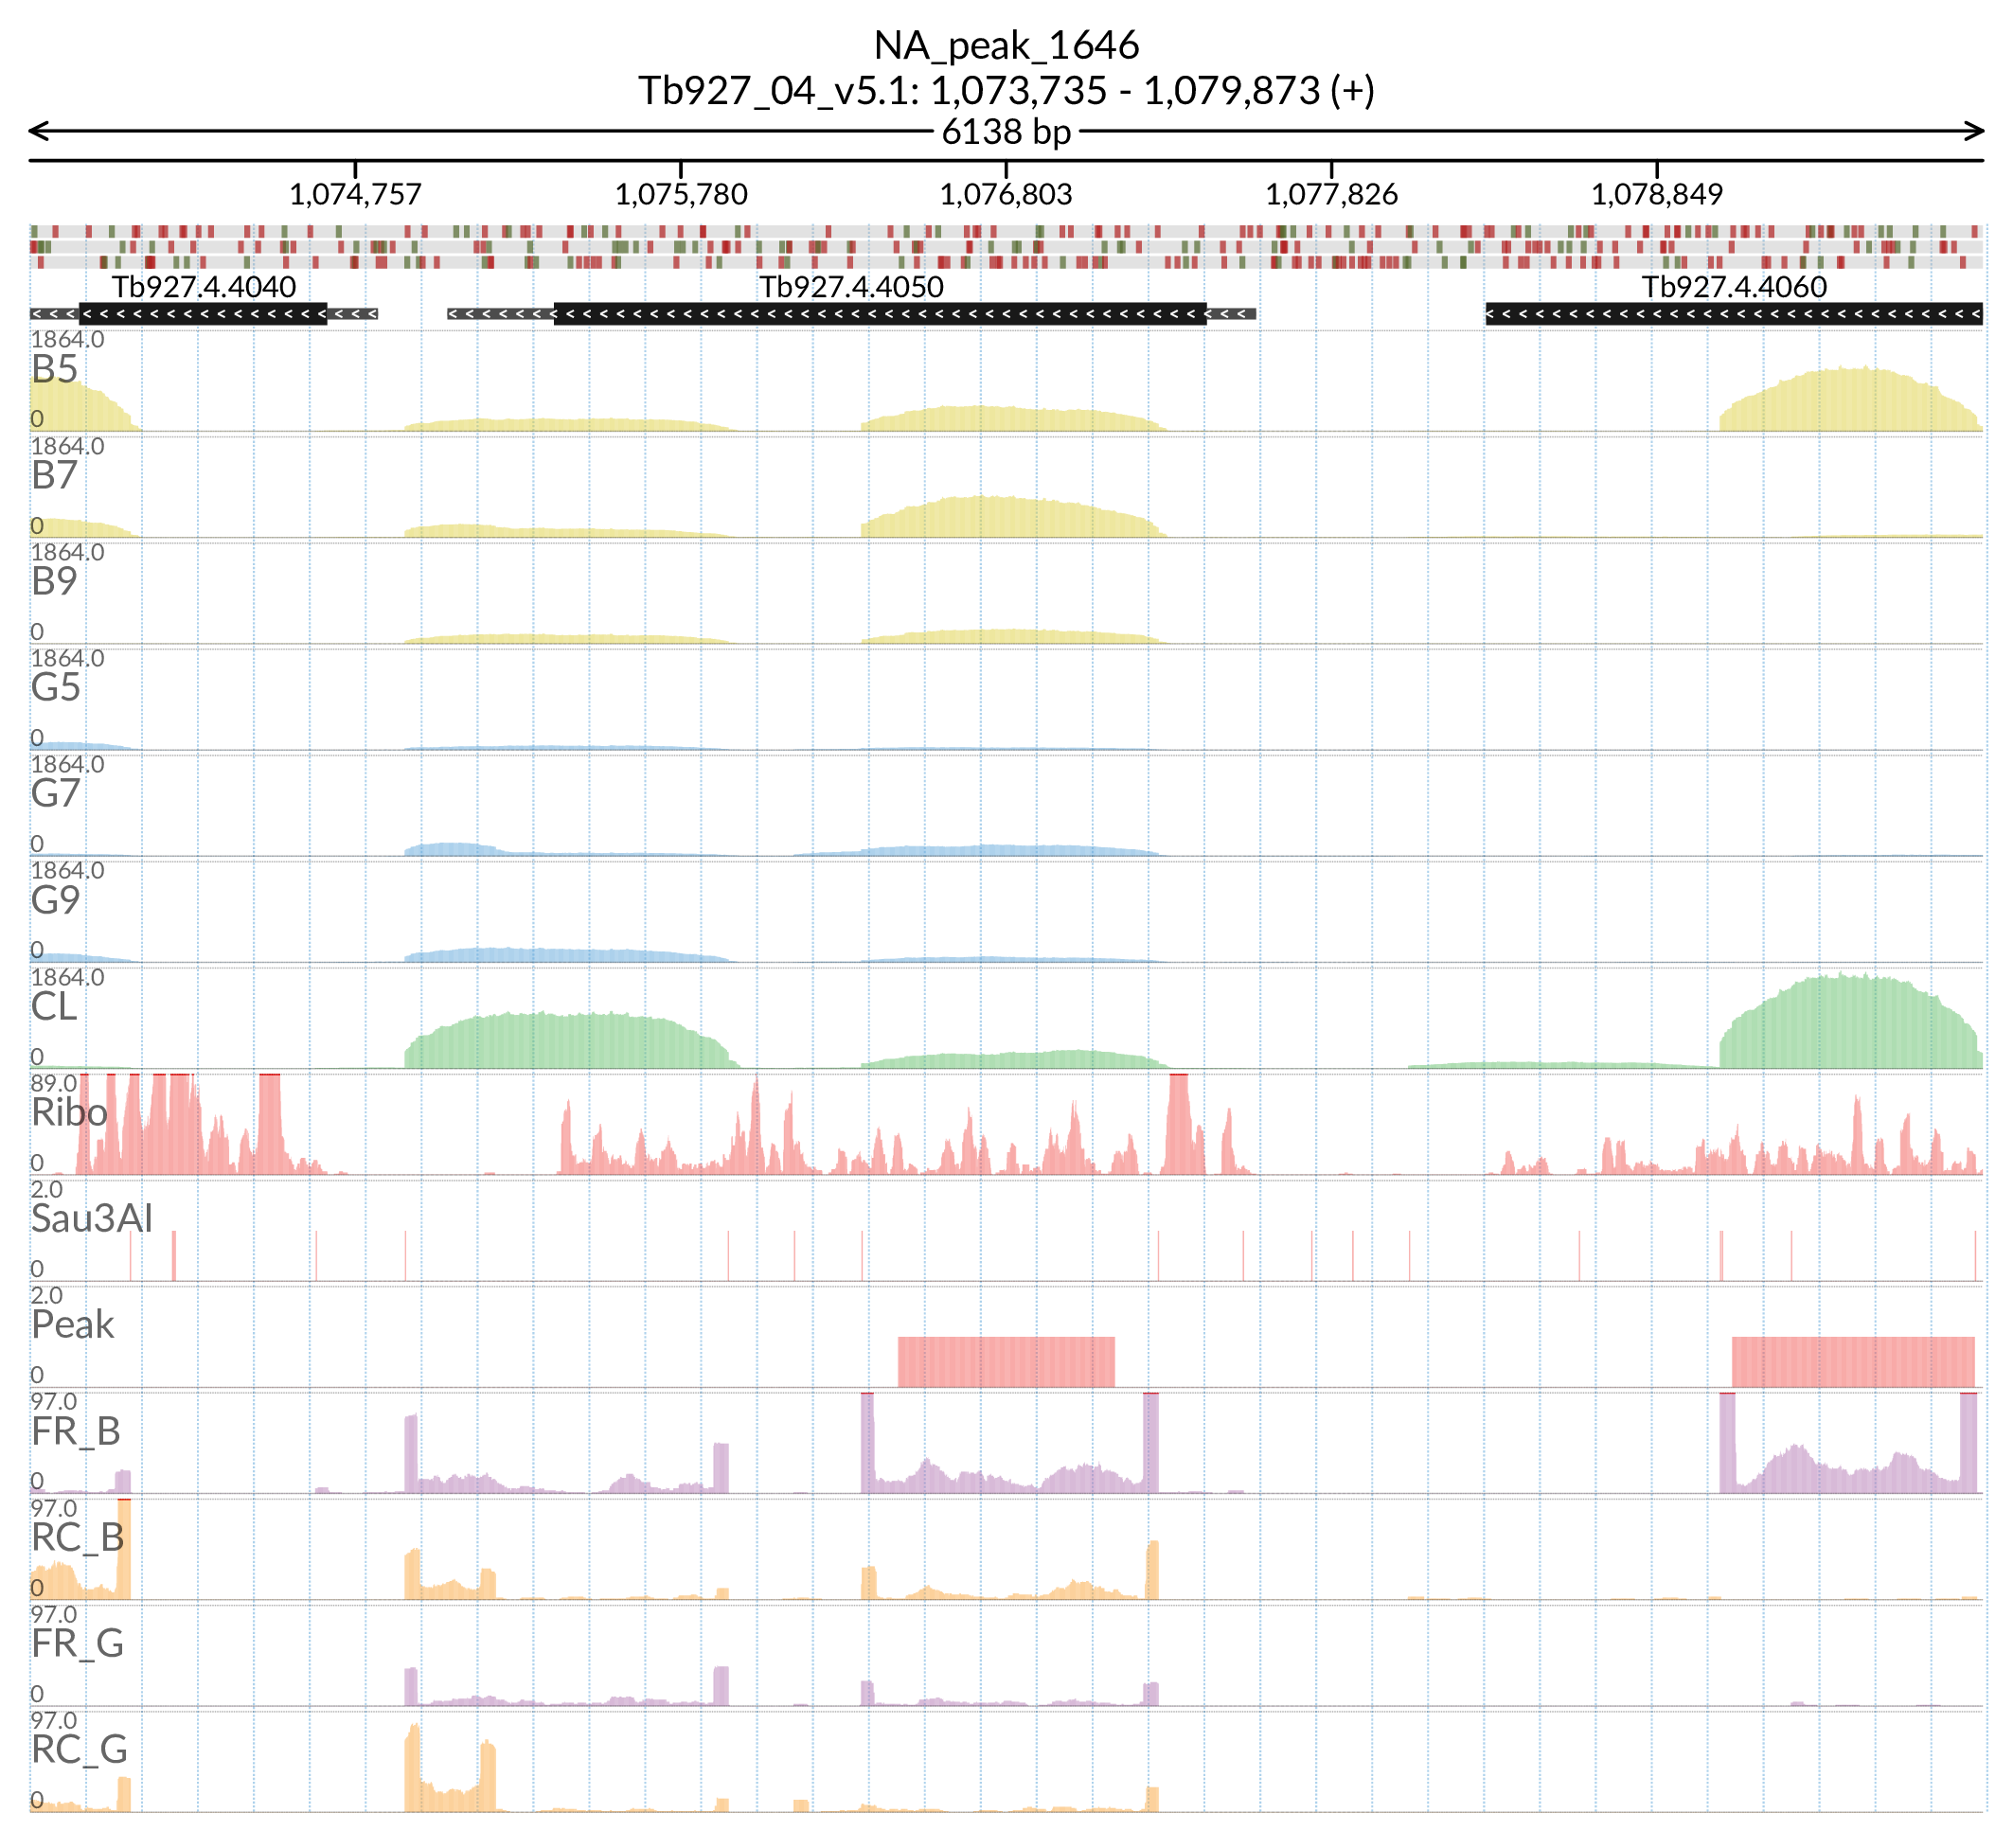 NA_peak_1646
Tb927_04_v5.1: 1,073,735 - 1,079,873 (+)
6138 bp
1,074,757 1,075,780 1,076,803 1,077,826 1,078,849
Tb927.4.4040 Tb927.4.4050 Tb927.4.4060
1864.0
B5
0
1864.0
B7
0
1864.0
B9
0
1864.0
G5
0
1864.0
G7
0
1864.0
G9
0
1864.0
CL
0
89.0
Ribo
0
2.0
Sau3AI
0
2.0
Peak
0
97.0
FR_B
0
97.0
RC_B
0
97.0
FR_G
0
97.0
RC_G
0